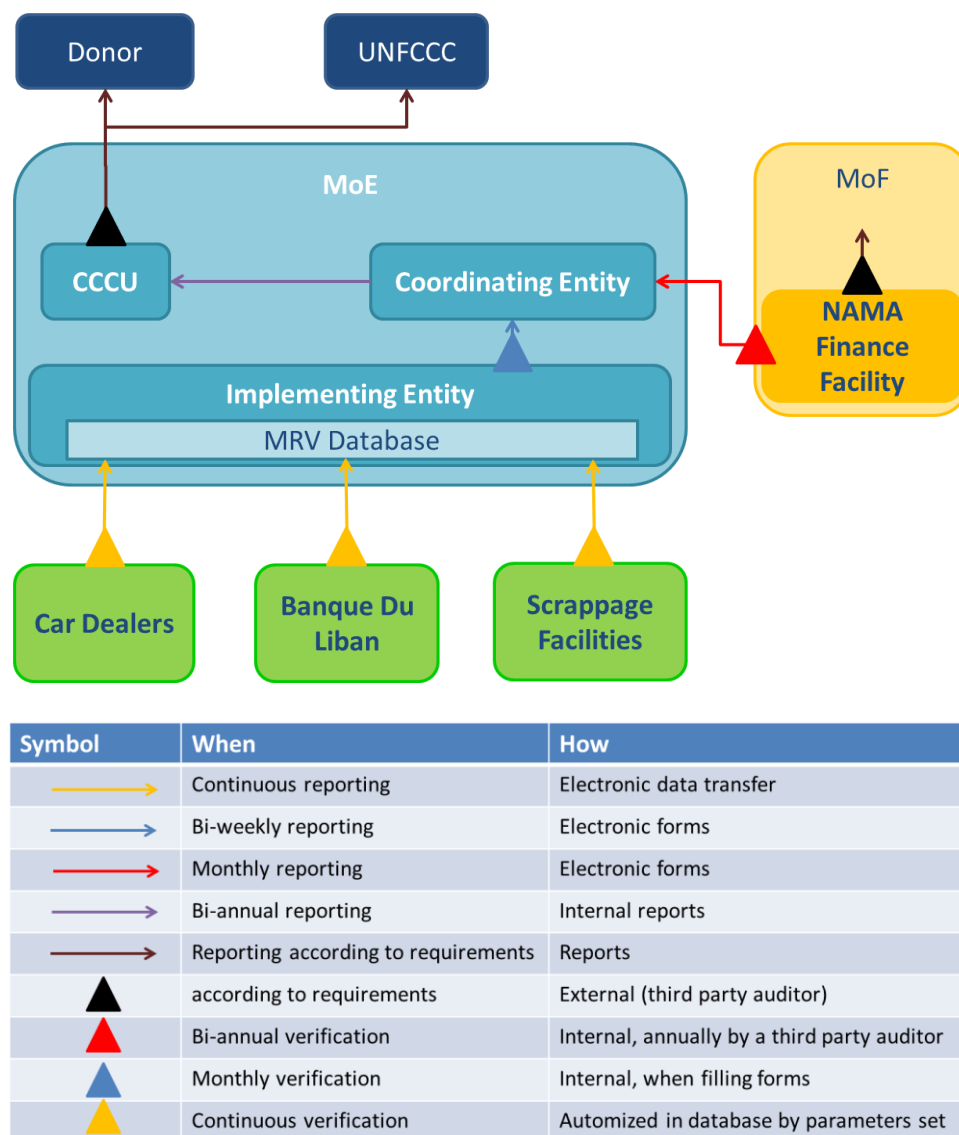 Donor
UNFCCC
MoE
MoF
CCCU
Coordinating Entity
NAMA
Finance
Facility
Implementing Entity
MRV Database
Car Dealers
Banque Du
Liban
Scrappage
Facilities
Symbol When How
Continuous reporting Electronic data transfer
Bi-weekly reporting Electronic forms
Monthly reporting Electronic forms
Bi-annual reporting Internal reports
Reporting according to requirements Reports
according to requirements External (third party auditor)
Bi-annual verification Internal, annually by a third party auditor
Monthly verification Internal, when filling forms
Continuous verification Automized in database by parameters set